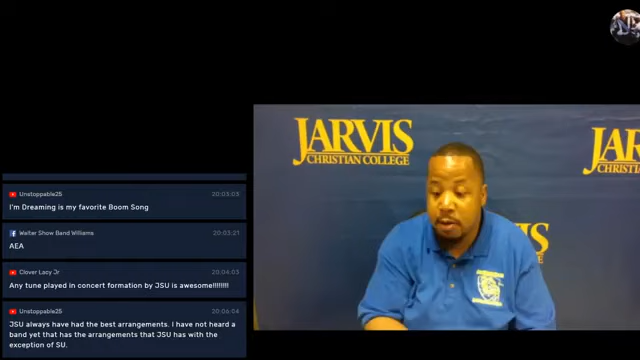 JARVIS
CHRISTIAN COLLEGE
JARVIS
CHRISTIAN
IS
Unstoppable25 20:03:03
I'm Dreaming is my favorite Boom Song
Walter Show Band Williams 20:03:21
AEA
Clover Lacy Jr 20:04:03
Any tune played in concert formation by JSU is awesome!!!!!!!!
Unstoppable25 20:06:04
JSU always have had the best arrangements. I have not heard a
band yet that has the arrangements that JSU has with the
exception of SU.